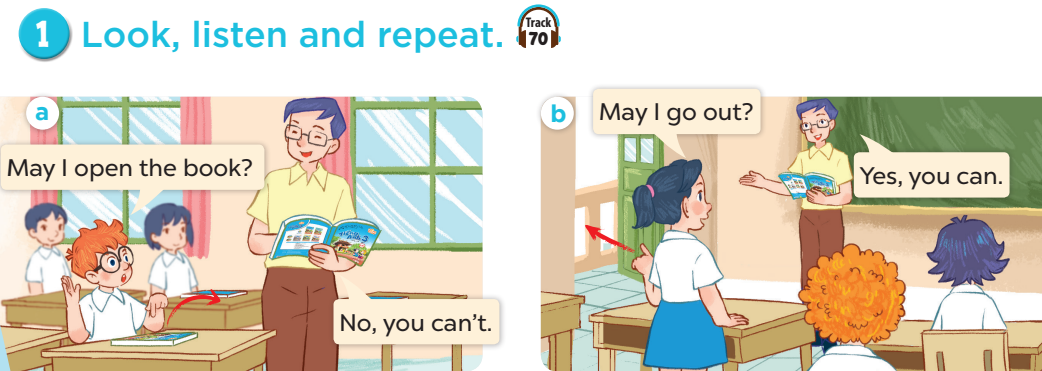 1 Look, listen and repeat. Track 70
a
May I open the book?
No, you can't.
b
May I go out?
Yes, you can.